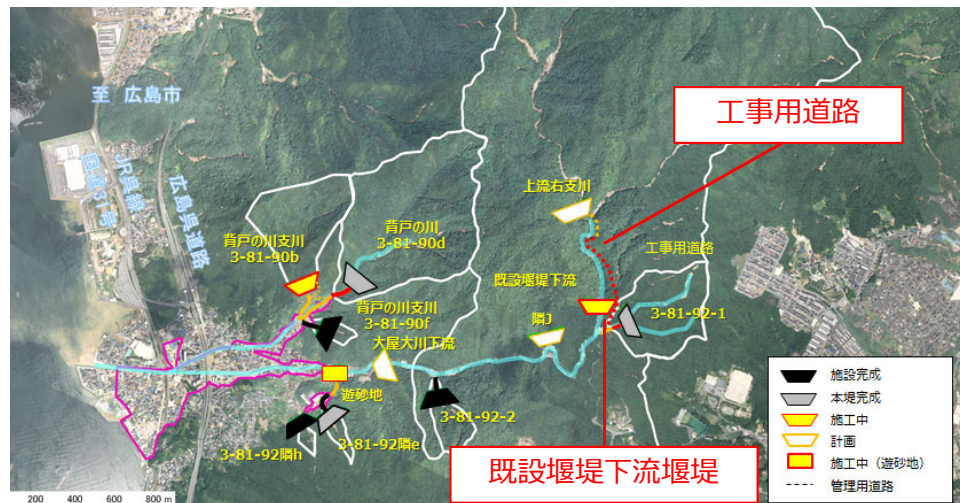 至 広島市
工事用道路
JR呉線
国道31号
広島呉道路
上流右支川
背戸の川
3-81-90d
背戸の川支川
3-81-90b
工事用道路
既設堰堤下流
3-81-92-1
背戸の川支川
3-81-90f
隣J
大屋大川下流
遊砂地
3-81-92-2
3-81-92隣e
3-81-92隣h
既設堰堤下流堰堤
施設完成
本堤完成
施工中
計画
施工中（遊砂地）
管理用道路
200 400 600 800 m